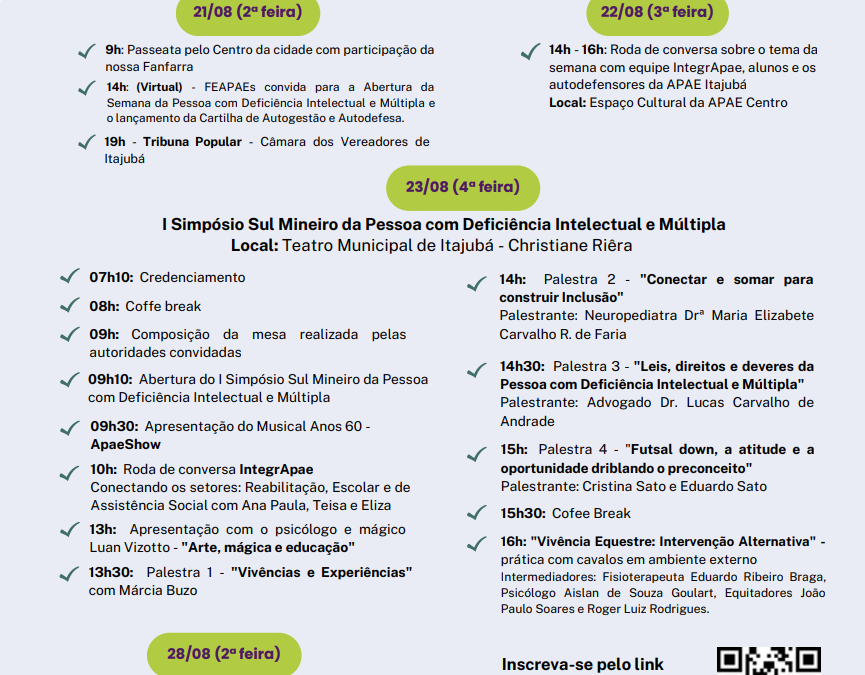 21/08 (2ª feira)
9h: Passeata pelo Centro da cidade com participação da
nossa Fanfarra
14h: (Virtual) - FEAPAEs convida para a Abertura da
Semana da Pessoa com Deficiência Intelectual e Múltipla e
o lançamento da Cartilha de Autogestão e Autodefesa.
19h - Tribuna Popular - Câmara dos Vereadores de
Itajubá
22/08 (3ª feira)
14h - 16h: Roda de conversa sobre o tema da
semana com equipe IntegrApae, alunos e os
autodefensores da APAE Itajubá
Local: Espaço Cultural da APAE Centro
23/08 (4ª feira)
I Simpósio Sul Mineiro da Pessoa com Deficiência Intelectual e Múltipla
Local: Teatro Municipal de Itajubá - Christiane Riêra
07h10: Credenciamento
08h: Coffe break
09h: Composição da mesa realizada pelas
autoridades convidadas
09h10: Abertura do I Simpósio Sul Mineiro da Pessoa
com Deficiência Intelectual e Múltipla
09h30: Apresentação do Musical Anos 60 -
ApaeShow
10h: Roda de conversa IntegrApae
Conectando os setores: Reabilitação, Escolar e de
Assistência Social com Ana Paula, Teisa e Eliza
13h: Apresentação com o psicólogo e mágico
Luan Vizotto - "Arte, mágica e educação"
13h30: Palestra 1 - "Vivências e Experiências"
com Márcia Buzo
14h: Palestra 2 - "Conectar e somar para
construir Inclusão"
Palestrante: Neuropediatra Drª Maria Elizabete
Carvalho R. de Faria
14h30: Palestra 3 - "Leis, direitos e deveres da
Pessoa com Deficiência Intelectual e Múltipla"
Palestrante: Advogado Dr. Lucas Carvalho de
Andrade
15h: Palestra 4 - "Futsal down, a atitude e a
oportunidade driblando o preconceito"
Palestrante: Cristina Sato e Eduardo Sato
15h30: Cofee Break
16h: "Vivência Equestre: Intervenção Alternativa" -
prática com cavalos em ambiente externo
Intermediadores: Fisioterapeuta Eduardo Ribeiro Braga,
Psicólogo Aislan de Souza Goulart, Equitadores João
Paulo Soares e Roger Luiz Rodrigues.
28/08 (2ª feira)
Inscreva-se pelo link